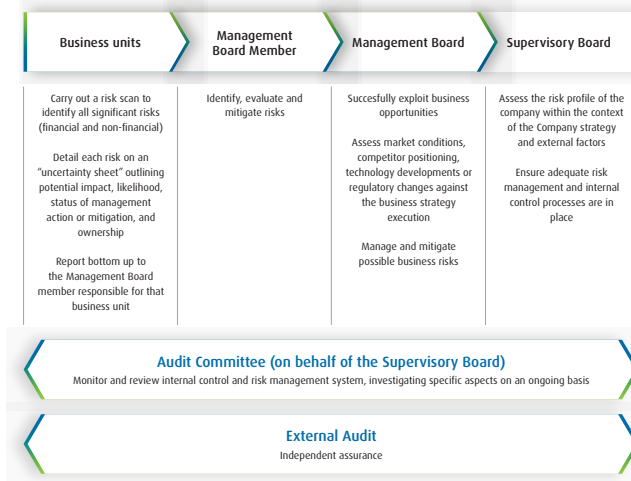 Business units
Management
Board Member
Management Board
Supervisory Board
Carry out a risk scan to
identify all significant risks
(financial and non-financial)
Detail each risk on an
"uncertainty sheet" outlining
potential impact, likelihood,
status of management
action or mitigation, and
ownership
Report bottom up to
the Management Board
member responsible for that
business unit
Identify, evaluate and
mitigate risks
Succesfully exploit business
opportunities
Assess market conditions,
competitor positioning,
technology developments or
regulatory changes against
the business strategy
execution
Manage and mitigate
possible business risks
Assess the risk profile of the
company within the context
of the Company strategy
and external factors
Ensure adequate risk
management and internal
control processes are in
place
Audit Committee (on behalf of the Supervisory Board)
Monitor and review internal control and risk management system, investigating specific aspects on an ongoing basis
External Audit
Independent assurance